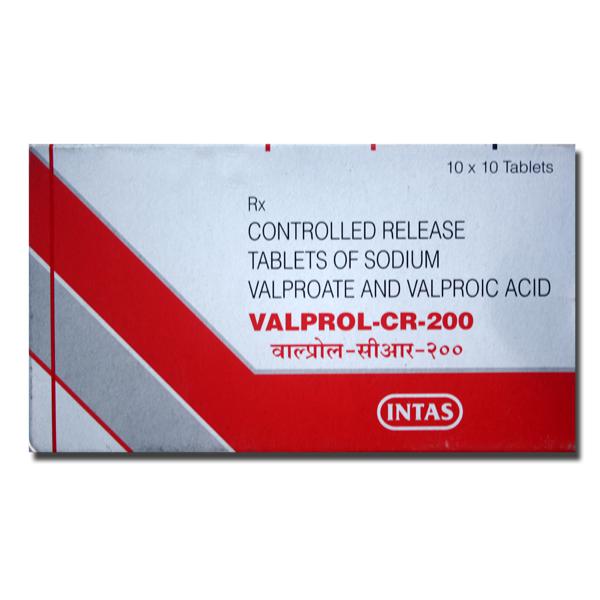 10 x 10 Tablets
Rx
CONTROLLED RELEASE
TABLETS OF SODIUM
VALPROATE AND VALPROIC ACID
VALPROL-CR-200
वाल्प्रोल-सीआर-२००
INTAS